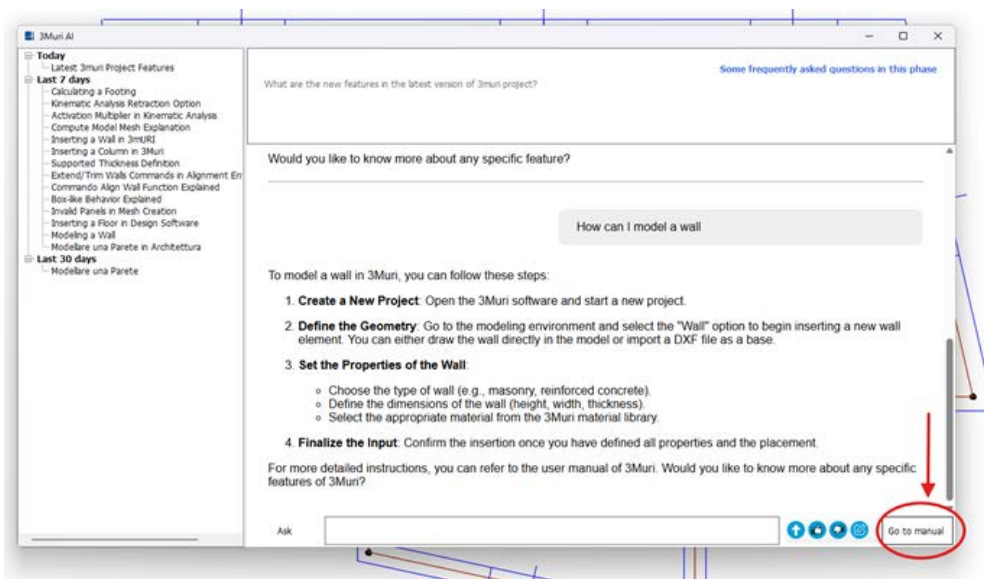 3Muri AI
Today
Latest 3muri Project Features
Last 7 days
Calculating a Footing
Kinematic Analysis Retraction Option
Activation Multiplier in Kinematic Analysis
Compute Model Mesh Explanation
Inserting a Wall in 3mURI
Inserting a Column in 3Muri
Supported Thickness Definition
Extend/Trim Walls Commands in Alignment En
Commando Align Wall Function Explained
Box-like Behavior Explained
Invalid Panels in Mesh Creation
Inserting a Floor in Design Software
Modeling a Wall
Modellare una Parete in Architettura
Last 30 days
Modellare una Parete
Some frequently asked questions in this phase
What are the new features in the latest version of 3muri project?
Would you like to know more about any specific feature?
How can I model a wall
To model a wall in 3Muri, you can follow these steps:
1. Create a New Project: Open the 3Muri software and start a new project.
2. Define the Geometry: Go to the modeling environment and select the "Wall" option to begin inserting a new wall
element. You can either draw the wall directly in the model or import a DXF file as a base.
3. Set the Properties of the Wall:
Choose the type of wall (e.g., masonry, reinforced concrete).
Define the dimensions of the wall (height, width, thickness).
Select the appropriate material from the 3Muri material library.
4. Finalize the Input: Confirm the insertion once you have defined all properties and the placement.
For more detailed instructions, you can refer to the user manual of 3Muri. Would you like to know more about any specific
features of 3Muri?
Ask
Go to manual